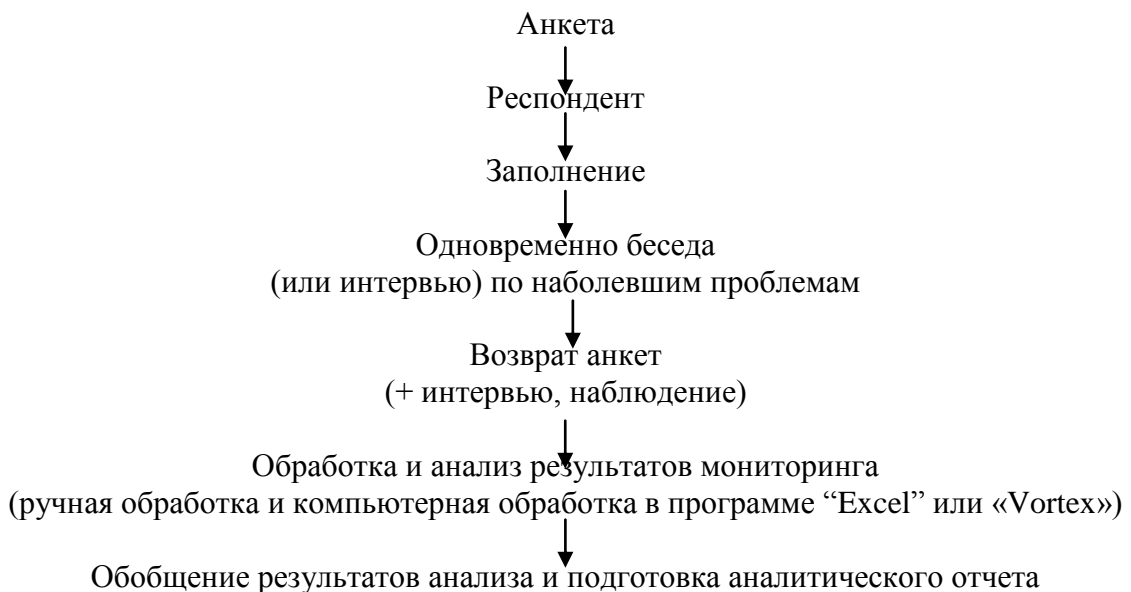 Анкета
Респондент
Заполнение
Одновременно беседа
(или интервью) по наболевшим проблемам
Возврат анкет
(+ интервью, наблюдение)
Обработка и анализ результатов мониторинга
(ручная обработка и компьютерная обработка в программе “Excel” или «Vortex»)
Обобщение результатов анализа и подготовка аналитического отчета